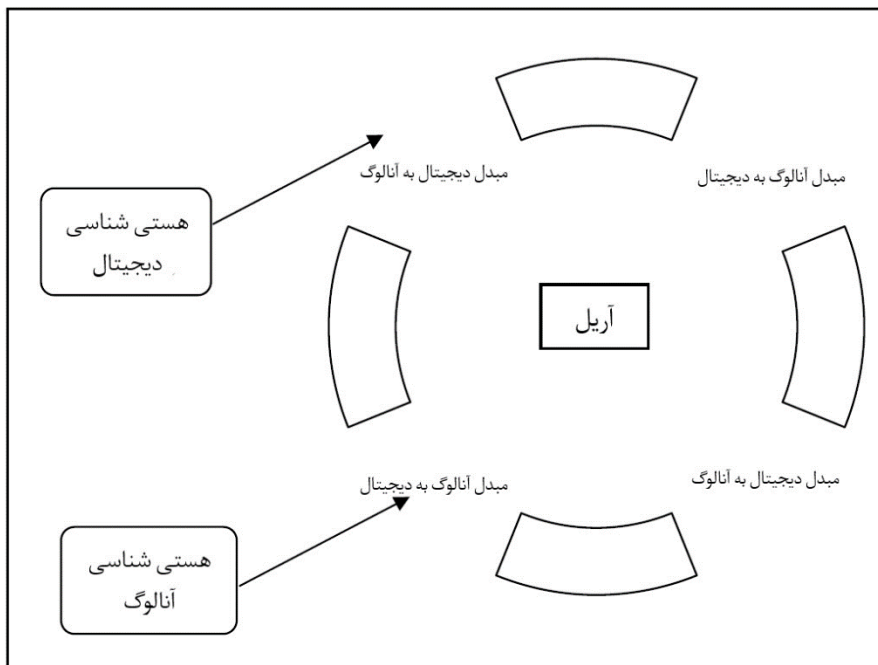 مبدل آنالوگ به دیجیتال
مبدل دیجیتال به آنالوگ
هستی شناسی
دیجیتال
آریل
مبدل دیجیتال به آنالوگ
مبدل آنالوگ به دیجیتال
هستی شناسی
آنالوگ